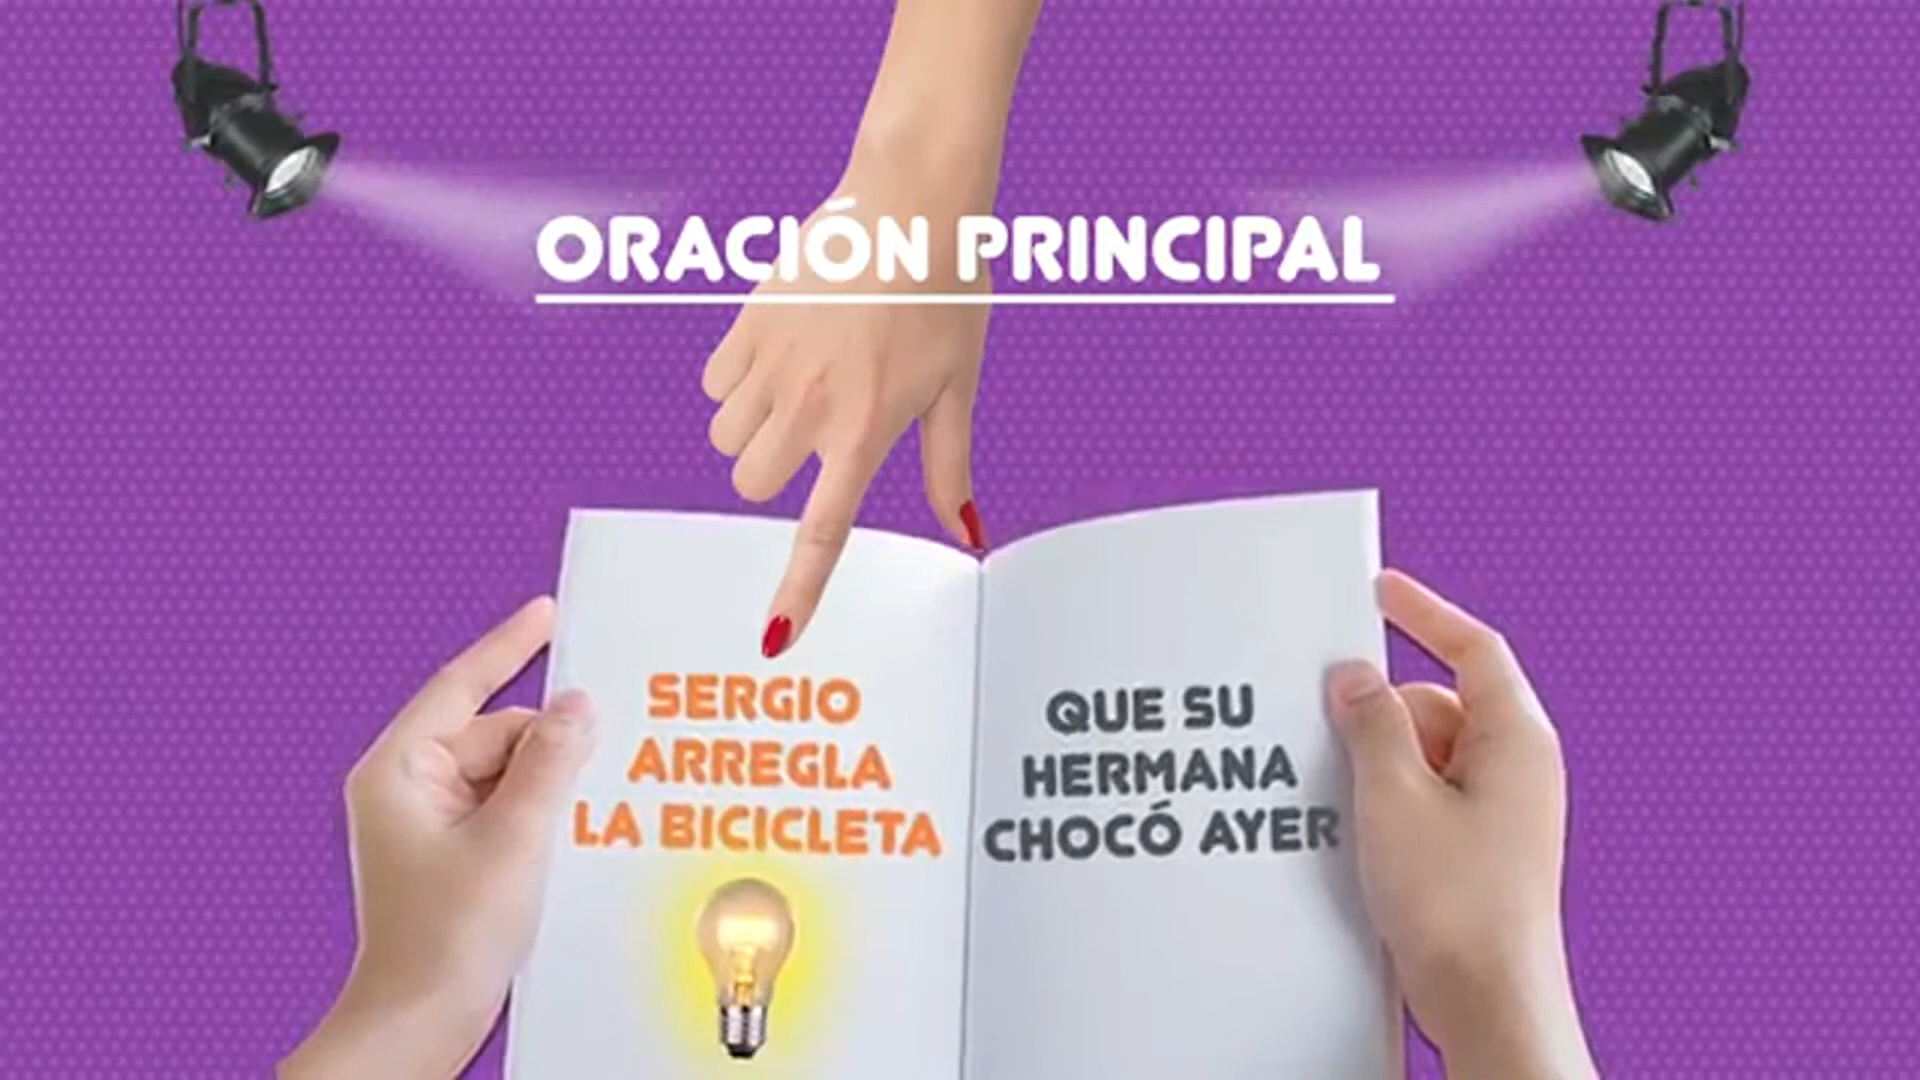 ORACIÓN PRINCIPAL
SERGIO
ARREGLA
LA BICICLETA
QUE SU
HERMANA
CHOCÓ AYER